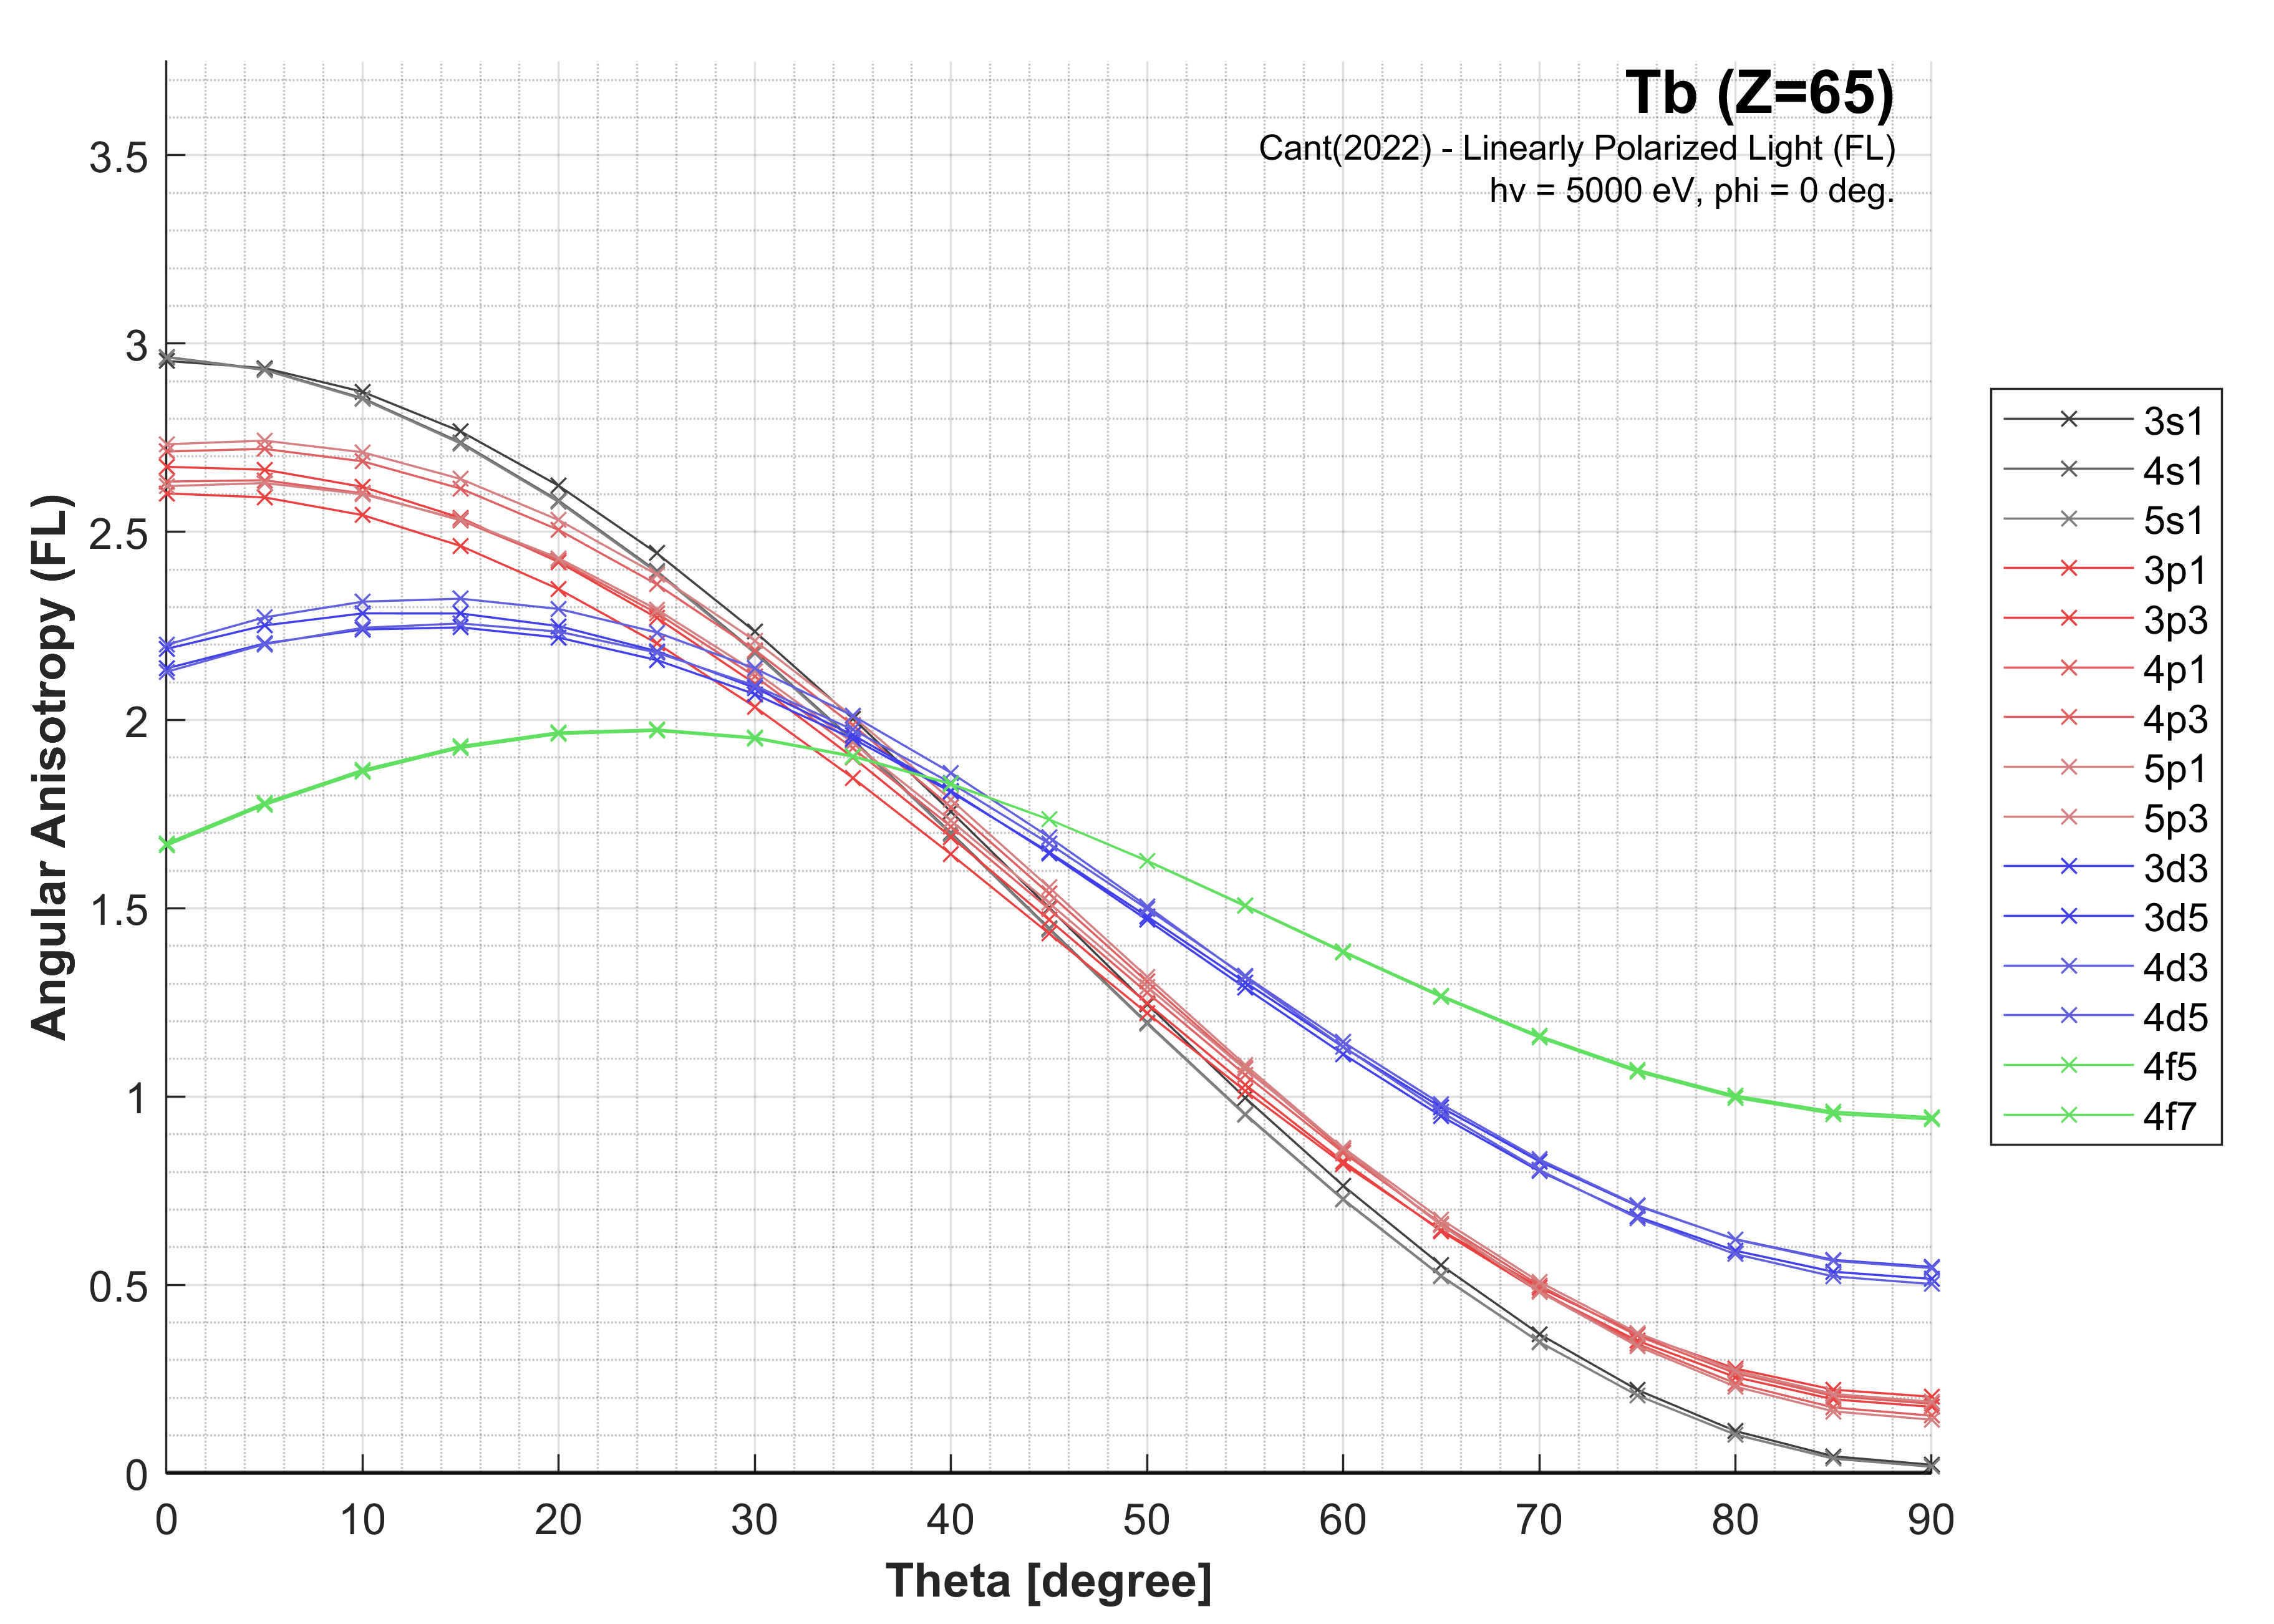 Tb (Z=65)
Cant(2022) - Linearly Polarized Light (FL)
hv = 5000 eV, phi = 0 deg.
Angular Anisotropy (FL)
3.5
3
2.5
2
1.5
1
0.5
0
0 10 20 30 40 50 60 70 80 90
Theta [degree]
3s1
4s1
5s1
3p1
3p3
4p1
4p3
5p1
5p3
3d3
3d5
4d3
4d5
4f5
4f7